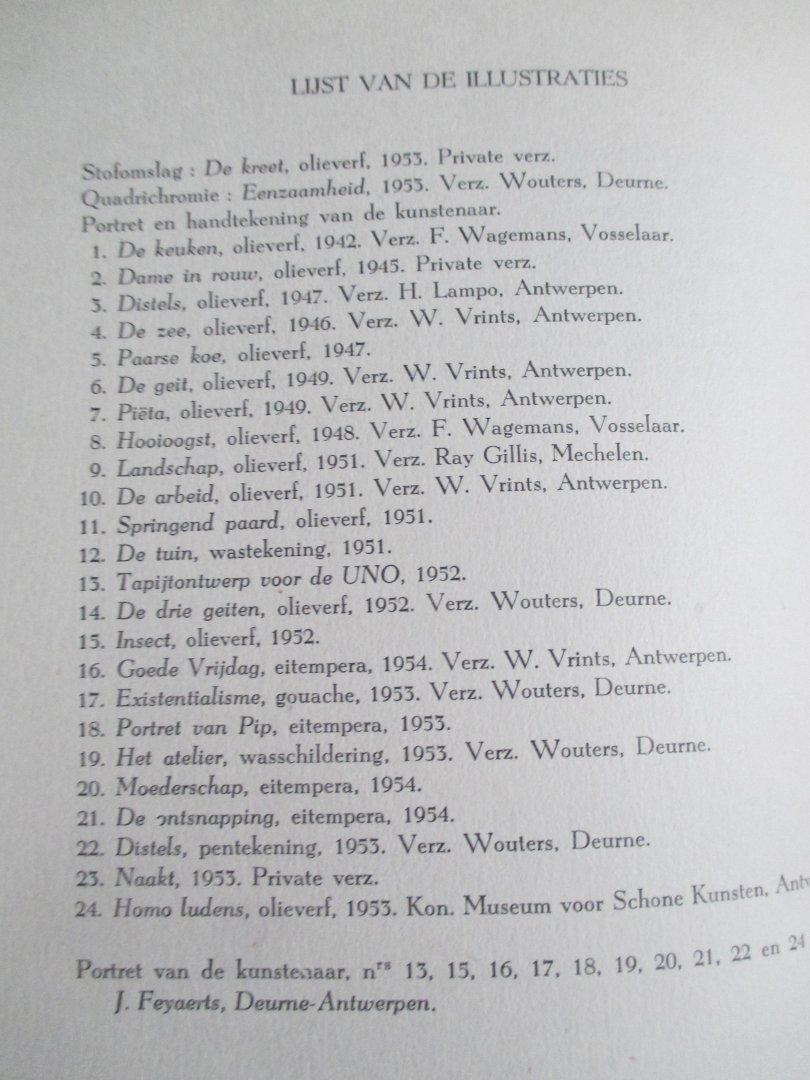 LIJST VAN DE ILLUSTRATIES
Stofomslag : De kreet, olieverf, 1953. Private verz.
Quadrichromie : Eenzaamheid, 1953. Verz. Wouters, Deurne.
Portret en handtekening van de kunstenaar.
1. De keuken, olieverf, 1942. Verz. F. Wagemans, Vosselaar.
2. Dame in rouw, olieverf, 1945. Private verz.
3. Distels, olieverf, 1947. Verz. H. Lampo, Antwerpen.
4. De zee, olieverf, 1946. Verz. W. Vrints, Antwerpen.
5. Paarse koe, olieverf, 1947.
6. De geit, olieverf, 1949. Verz. W. Vrints, Antwerpen.
7. Piëta, olieverf, 1949. Verz. W. Vrints, Antwerpen.
8. Hooioogst, olieverf, 1948. Verz. F. Wagemans, Vosselaar.
9. Landschap, olieverf, 1951. Verz. Ray Gillis, Mechelen.
10. De arbeid, olieverf, 1951. Verz. W. Vrints, Antwerpen.
11. Springend paard, olieverf, 1951.
12. De tuin, wastekening, 1951.
13. Tapijtontwerp voor de UNO, 1952.
14. De drie geiten, olieverf, 1952. Verz. Wouters, Deurne.
15. Insect, olieverf, 1952.
16. Goede Vrijdag, eitempera, 1954. Verz. W. Vrints, Antwerpen.
17. Existentialisme, gouache, 1953. Verz. Wouters, Deurne.
18. Portret van Pip, eitempera, 1953.
19. Het atelier, wasschildering, 1953. Verz. Wouters, Deurne.
20. Moederschap, eitempera, 1954.
21. De ontsnapping, eitempera, 1954.
22. Distels, pentekening, 1953. Verz. Wouters, Deurne.
23. Naakt, 1953. Private verz.
24. Homo ludens, olieverf, 1953. Kon. Museum voor Schone Kunsten, Antw
Portret van de kunstenaar, nrs 13, 15, 16, 17, 18, 19, 20, 21, 22 en 24
J. Feyaerts, Deurne-Antwerpen.